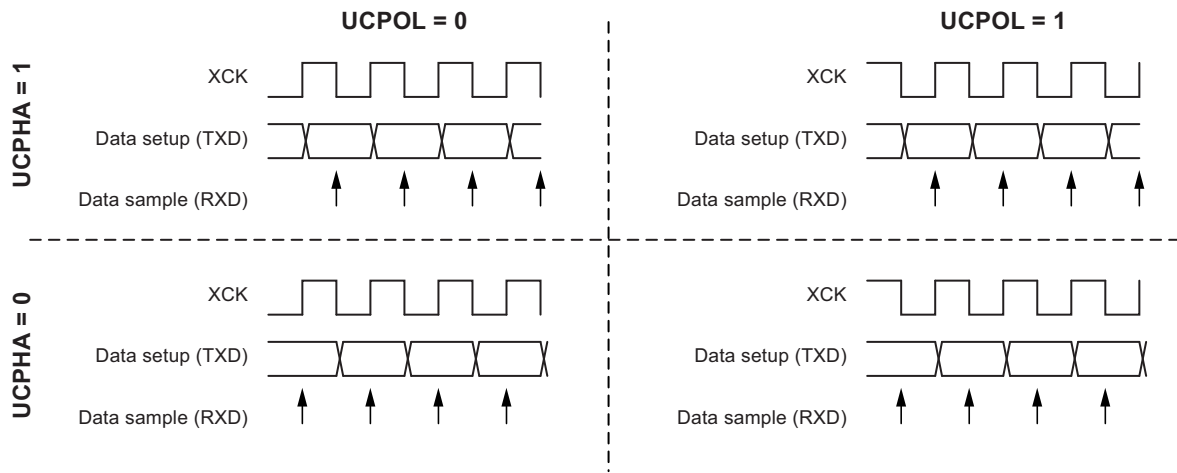 UCPOL = 0
UCPOL = 1
UCPHA = 1
XCK
Data setup (TXD)
Data sample (RXD)
XCK
Data setup (TXD)
Data sample (RXD)
UCPHA = 0
XCK
Data setup (TXD)
Data sample (RXD)
XCK
Data setup (TXD)
Data sample (RXD)